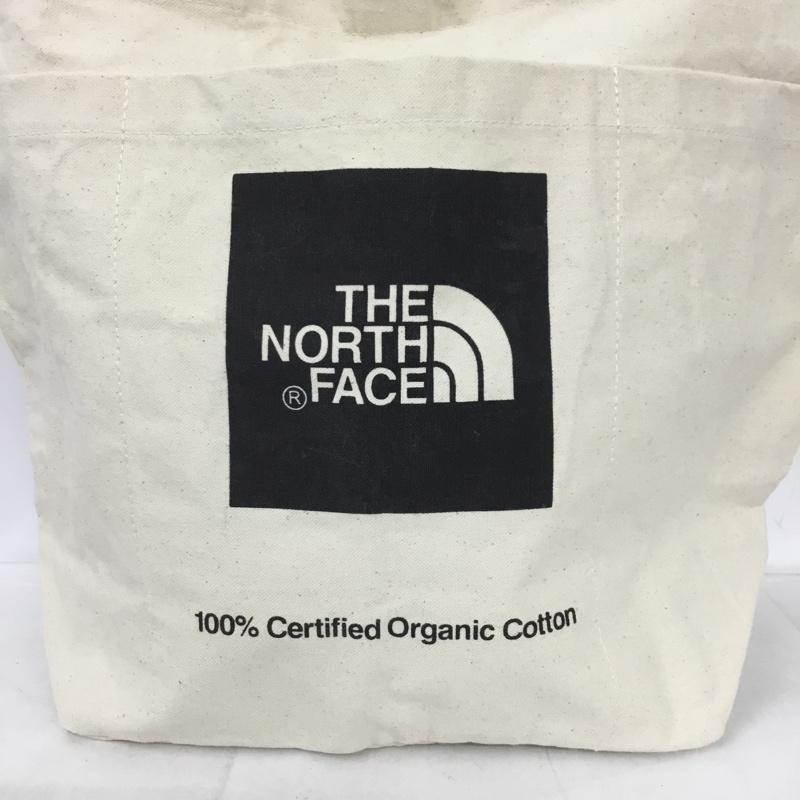 THE
NORTH
®FACE
100% Certified Organic Cotton